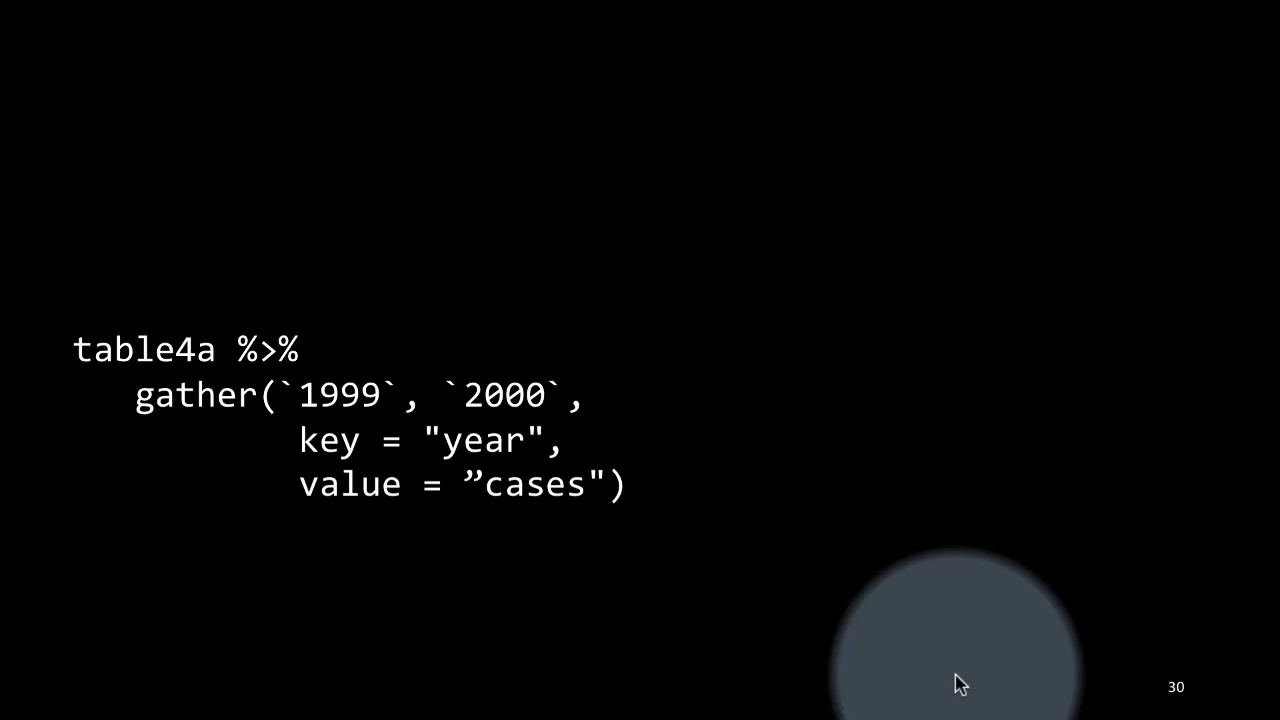 table4a %>%
gather(`1999`, `2000`,
key = "year",
value = ”cases")
30